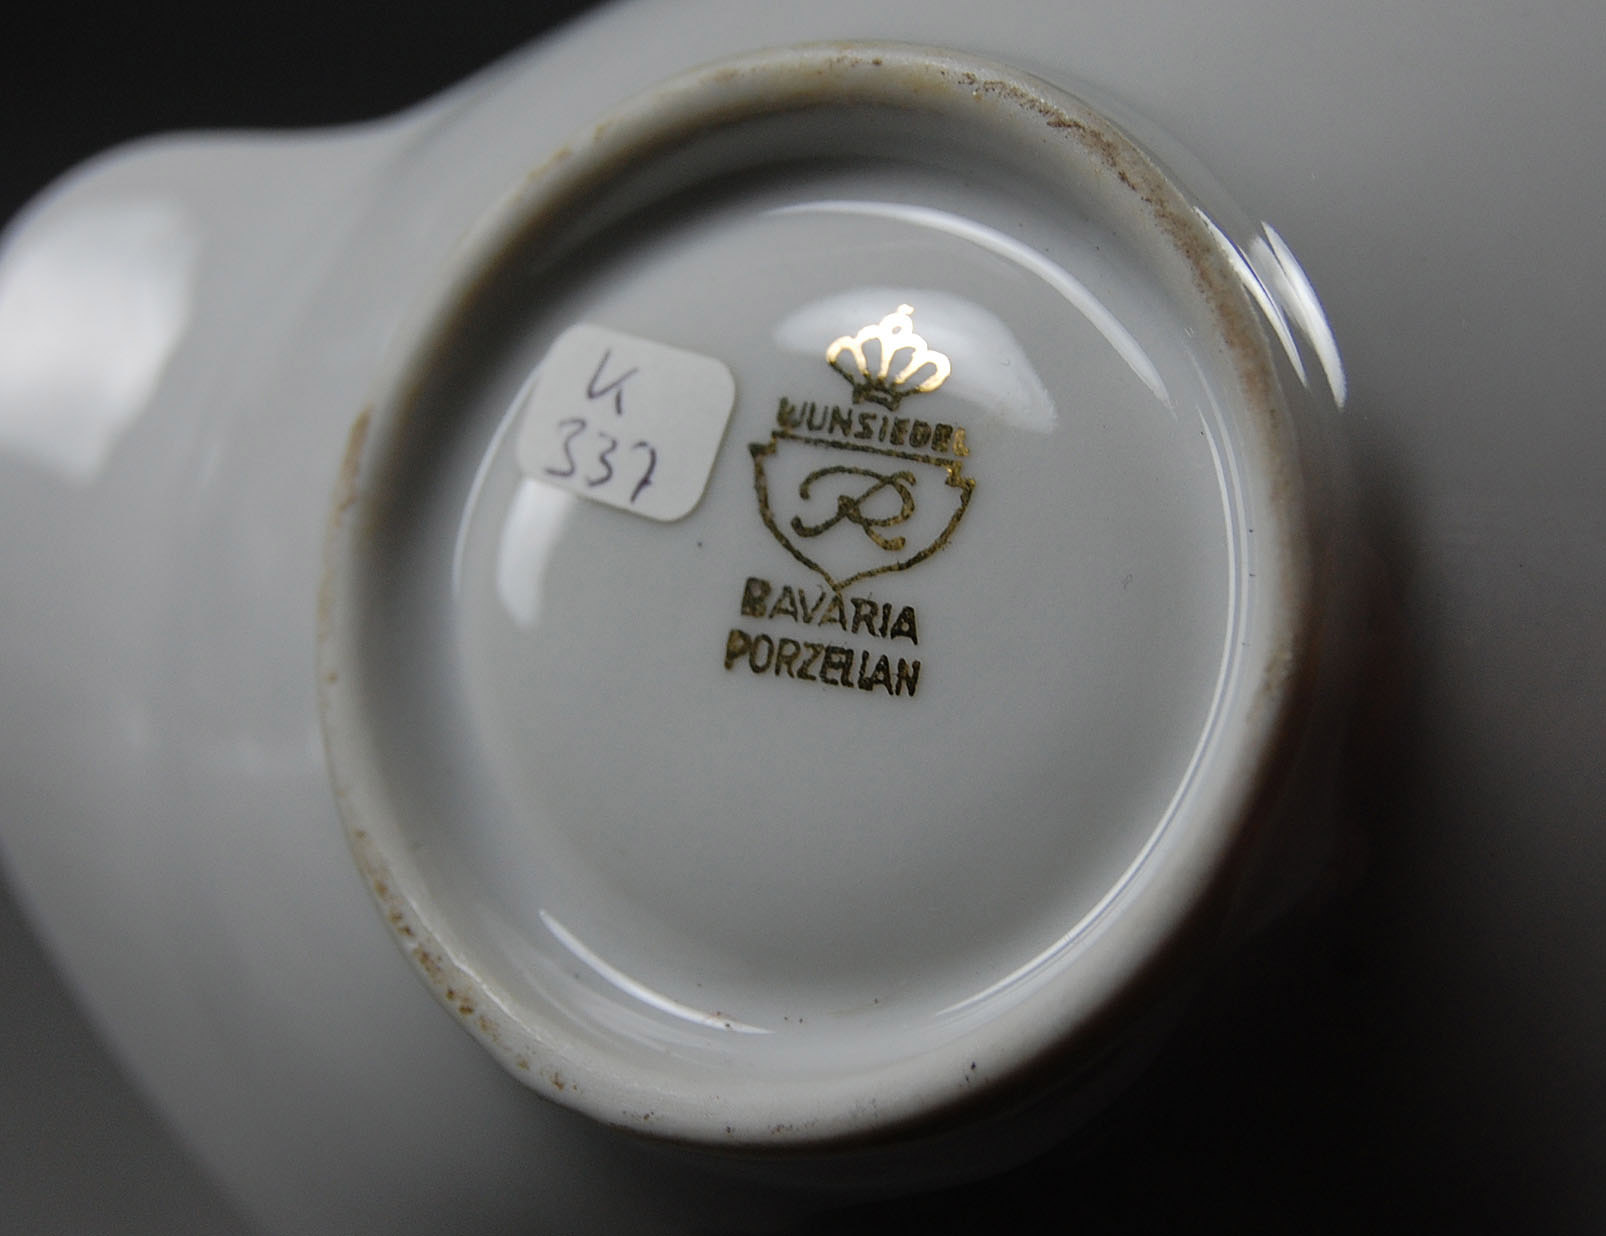 K
337
WUNSIEDEL
R
BAVARIA
PORZELLAN